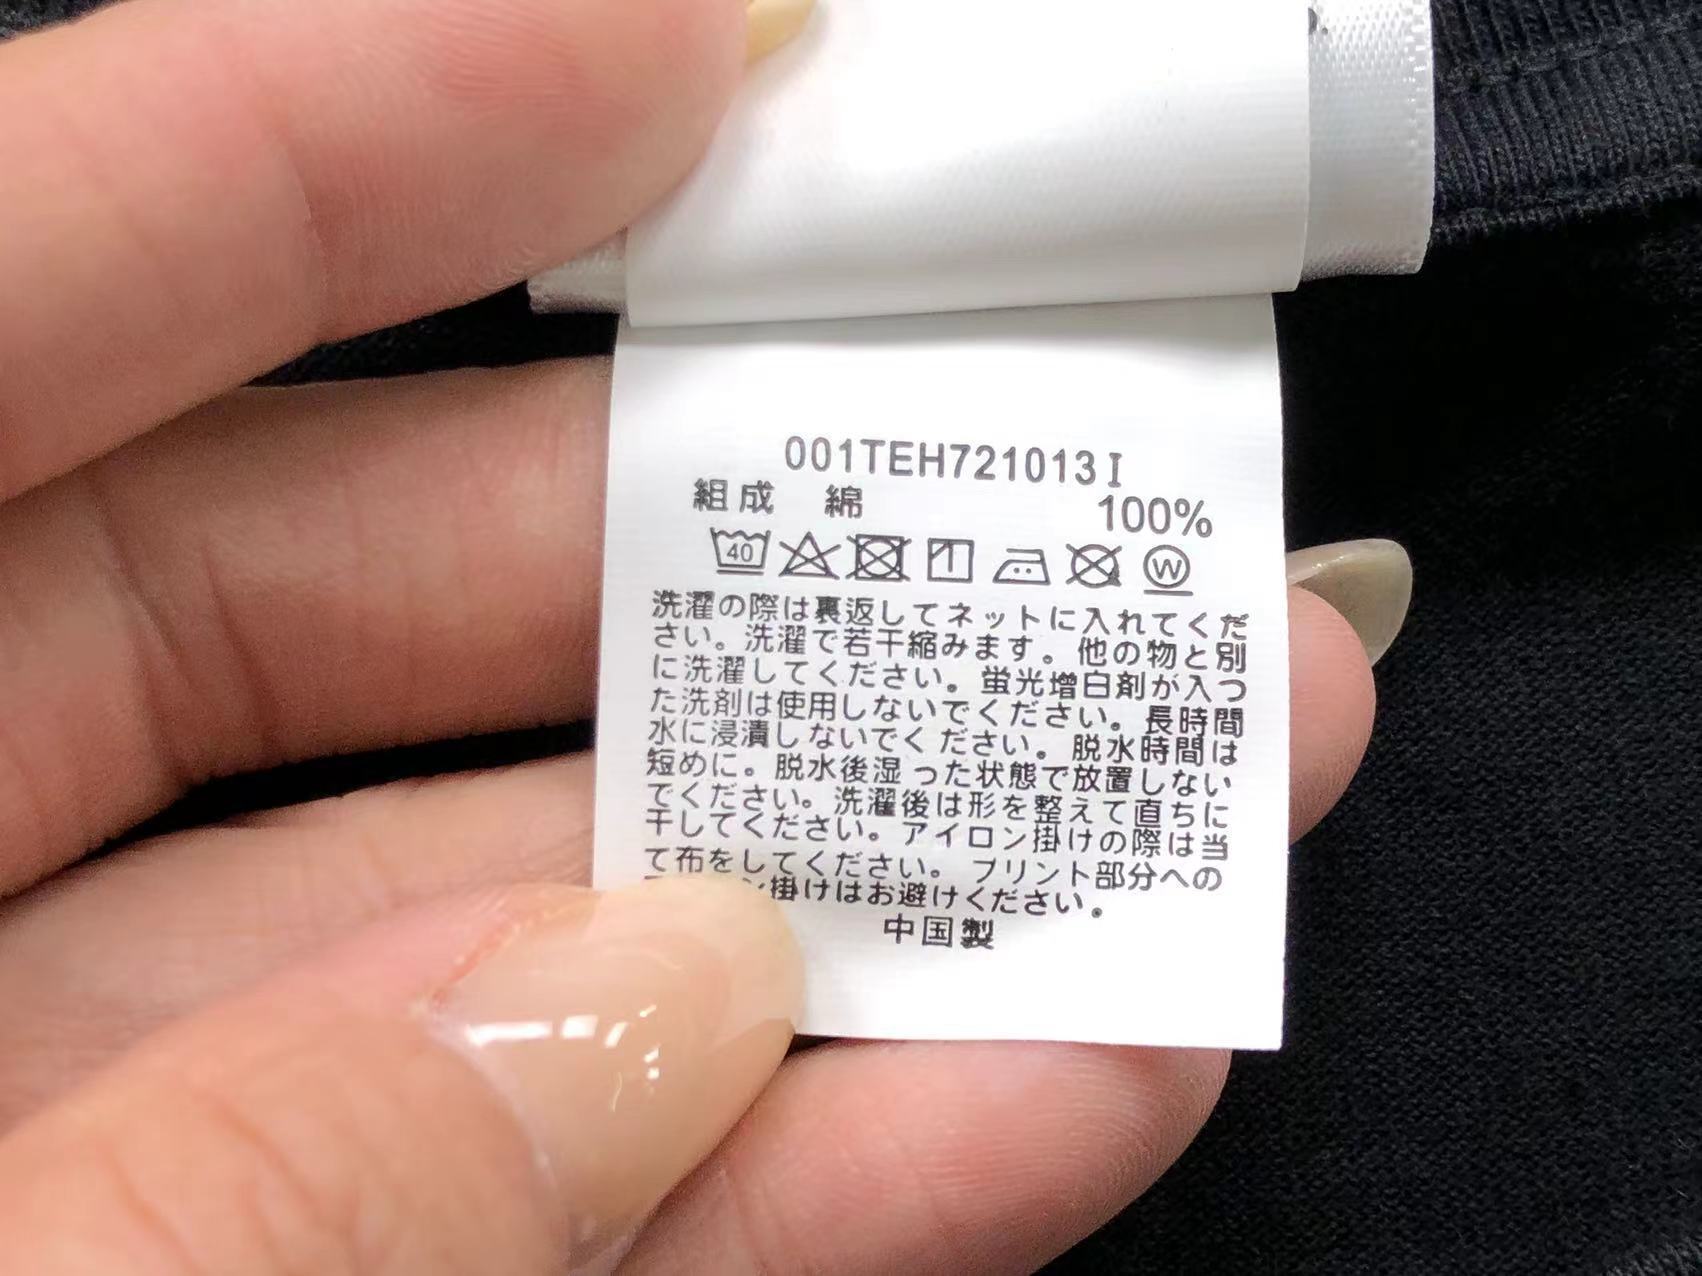 001TEH721013I
組成 綿 100%
40 W
洗濯の際は裏返してネットに入れてくだ
さい。洗濯で若干縮みます。他の物と別
に洗濯してください。蛍光増白剤が入つ
た洗剤は使用しないでください。長時間
水に浸漬しないでください。脱水時間は
短めに。脱水後湿った状態で放置しない
でください。洗濯後は形を整えて直ちに
干してください。アイロン掛けの際は当
て布をしてください。プリント部分への
ン掛けはお避けください。
中国製